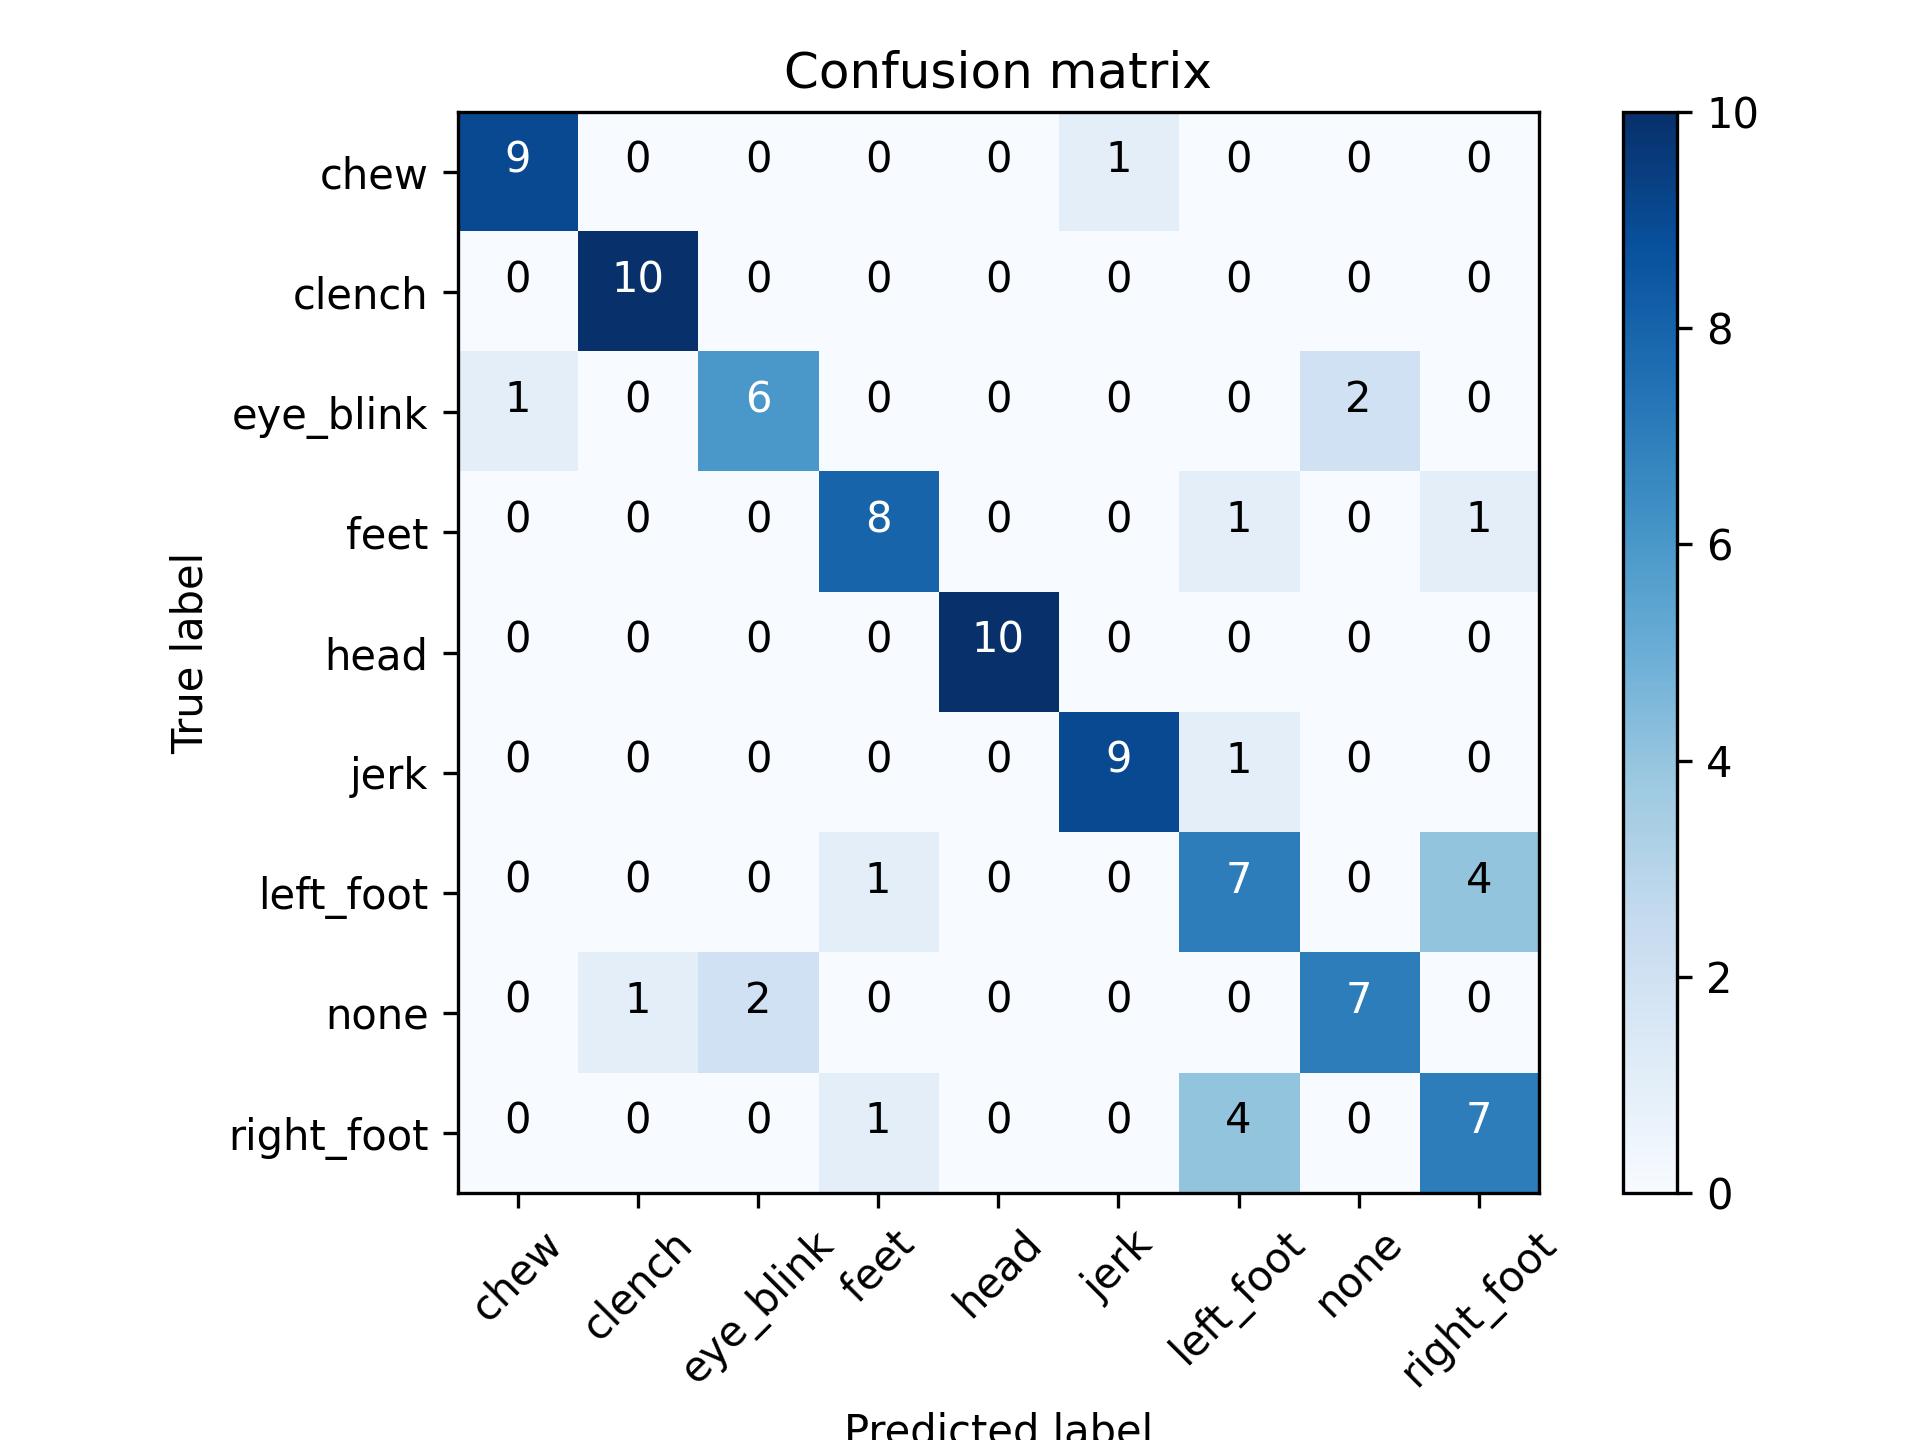 Confusion matrix
chew 9 0 0 0 0 1 0 0 0
clench 0 10 0 0 0 0 0 0 0
eye_blink 1 0 6 0 0 0 0 2 0
feet 0 0 0 8 0 0 1 0 1
head 0 0 0 0 10 0 0 0 0
jerk 0 0 0 0 0 9 1 0 0
left_foot 0 0 0 1 0 0 7 0 4
none 0 1 2 0 0 0 0 7 0
right_foot 0 0 0 1 0 0 4 0 7
True label
chew clench eye_blink feet head jerk left_foot none right_foot
Predicted label
10
8
6
4
2
0